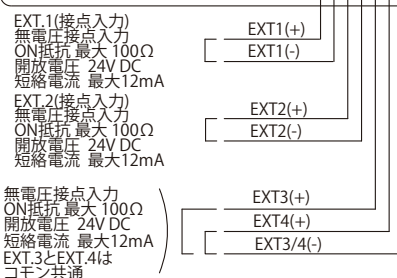 EXT.1(接点入力)
無電圧接点入力
ON抵抗 最大 100Ω
開放電圧 24V DC
短絡電流 最大12mA
EXT1(+)
EXT1(-)
EXT.2(接点入力)
無電圧接点入力
ON抵抗 最大 100Ω
開放電圧 24V DC
短絡電流 最大12mA
EXT2(+)
EXT2(-)
無電圧接点入力
ON抵抗 最大 100Ω
開放電圧 24V DC
短絡電流 最大12mA
EXT.3とEXT.4は
コモン共通
EXT3(+)
EXT4(+)
EXT3/4(-)